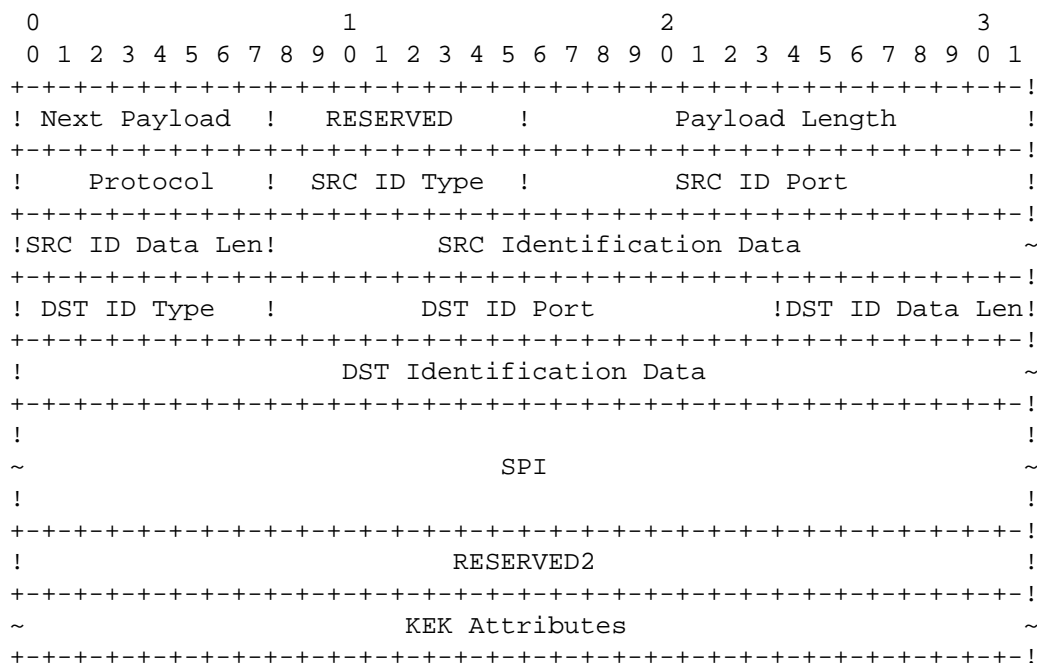 0                   1                   2                   3
 0 1 2 3 4 5 6 7 8 9 0 1 2 3 4 5 6 7 8 9 0 1 2 3 4 5 6 7 8 9 0 1
+-+-+-+-+-+-+-+-+-+-+-+-+-+-+-+-+-+-+-+-+-+-+-+-+-+-+-+-+-+-+-+-!
! Next Payload  !   RESERVED    !         Payload Length        !
+-+-+-+-+-+-+-+-+-+-+-+-+-+-+-+-+-+-+-+-+-+-+-+-+-+-+-+-+-+-+-+-!
!    Protocol   !  SRC ID Type  !         SRC ID Port           !
+-+-+-+-+-+-+-+-+-+-+-+-+-+-+-+-+-+-+-+-+-+-+-+-+-+-+-+-+-+-+-+-!
!SRC ID Data Len!          SRC Identification Data              ~
+-+-+-+-+-+-+-+-+-+-+-+-+-+-+-+-+-+-+-+-+-+-+-+-+-+-+-+-+-+-+-+-!
! DST ID Type   !         DST ID Port           !DST ID Data Len!
+-+-+-+-+-+-+-+-+-+-+-+-+-+-+-+-+-+-+-+-+-+-+-+-+-+-+-+-+-+-+-+-!
!                    DST Identification Data                    ~
+-+-+-+-+-+-+-+-+-+-+-+-+-+-+-+-+-+-+-+-+-+-+-+-+-+-+-+-+-+-+-+-!
!                                                               !
~                              SPI                              ~
!                                                               !
+-+-+-+-+-+-+-+-+-+-+-+-+-+-+-+-+-+-+-+-+-+-+-+-+-+-+-+-+-+-+-+-!
!                           RESERVED2                           !
+-+-+-+-+-+-+-+-+-+-+-+-+-+-+-+-+-+-+-+-+-+-+-+-+-+-+-+-+-+-+-+-!
~                        KEK Attributes                         ~
+-+-+-+-+-+-+-+-+-+-+-+-+-+-+-+-+-+-+-+-+-+-+-+-+-+-+-+-+-+-+-+-!